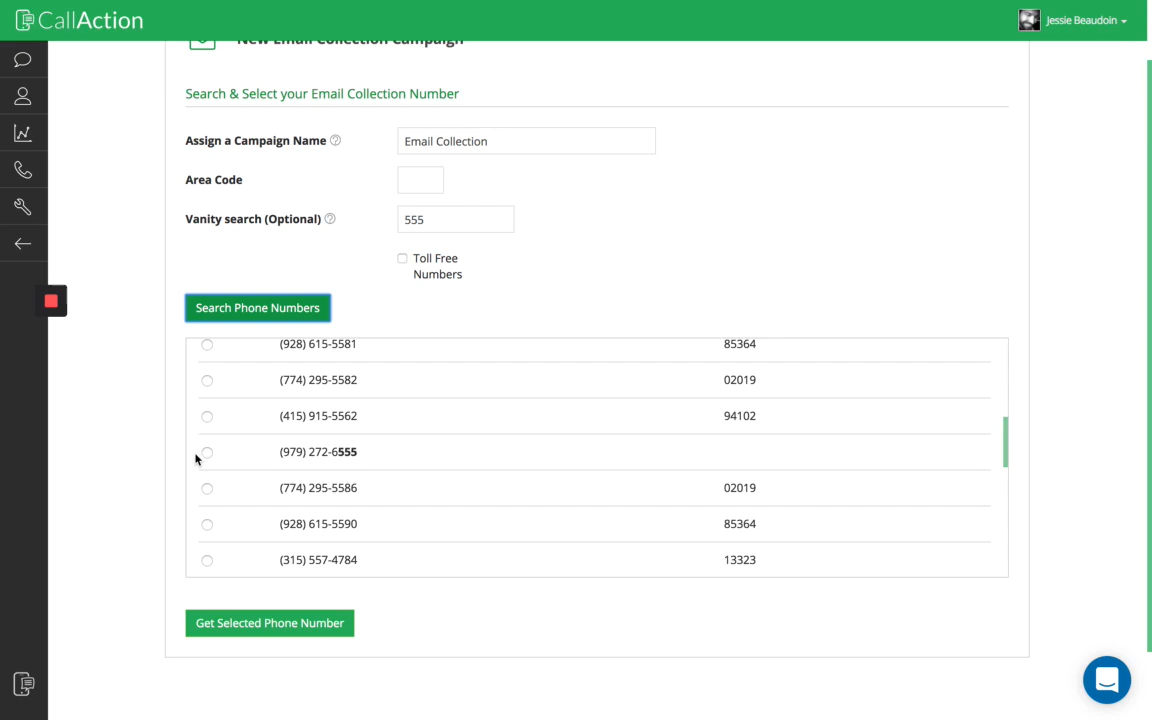 CallAction
Jessie Beaudoin
New Email Collection Campaign
Search & Select your Email Collection Number
Assign a Campaign Name
Email Collection
Area Code
Vanity search (Optional)
555
Toll Free
Numbers
Search Phone Numbers
(928) 615-5581 85364
(774) 295-5582 02019
(415) 915-5562 94102
(979) 272-6555
(774) 295-5586 02019
(928) 615-5590 85364
(315) 557-4784 13323
Get Selected Phone Number